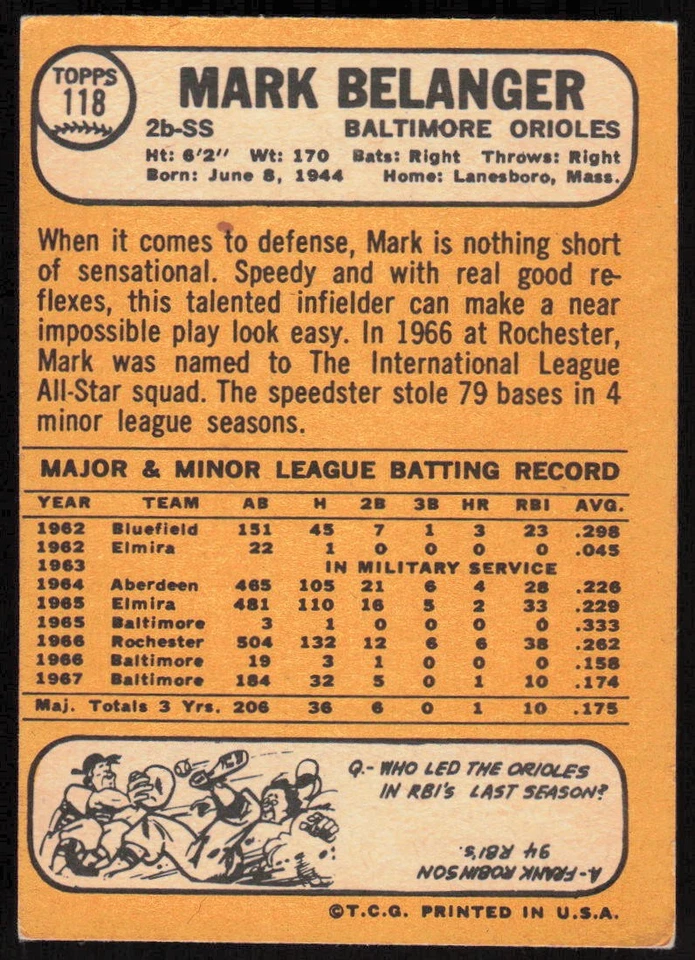 TOPPS
118
MARK BELANGER
2b-SS BALTIMORE ORIOLES
Ht: 6'2" Wt: 170 Bats: Right Throws: Right
Born: June 8, 1944 Home: Lanesboro, Mass.
When it comes to defense, Mark is nothing short
of sensational. Speedy and with real good re-
flexes, this talented infielder can make a near
impossible play look easy. In 1966 at Rochester,
Mark was named to The International League
All-Star squad. The speedster stole 79 bases in 4
minor league seasons.
MAJOR & MINOR LEAGUE BATTING RECORD
YEAR TEAM AB H 2B 3B HR RBI AVG.
1962 Bluefield 151 45 7 1 3 23 .298
1962 Elmira 22 1 0 0 0 0 .045
1963 IN MILITARY SERVICE
1964 Aberdeen 465 105 21 6 4 28 .226
1965 Elmira 481 110 16 5 2 33 .229
1965 Baltimore 3 1 0 0 0 0 .333
1966 Rochester 504 132 12 6 6 38 .262
1966 Baltimore 19 3 1 0 0 0 .158
1967 Baltimore 184 32 5 0 1 10 .174
Maj. Totals 3 Yrs. 206 36 6 0 1 10 .175
Q.- WHO LED THE ORIOLES
IN RBI'S LAST SEASON?
A- FRANK ROBINSON
94 RBI'S.
©T.C.G. PRINTED IN U.S.A.